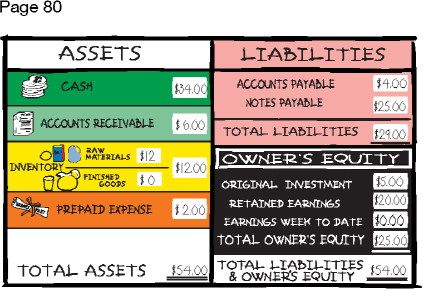 Page 80
ASSETS
CASH $34.00
ACCOUNTS RECEIVABLE $6.00
RAW MATERIALS $12
INVENTORY $12.00
FINISHED GOODS $0
PREPAID EXPENSE $2.00
TOTAL ASSETS $54.00
LIABILITIES
ACCOUNTS PAYABLE $4.00
NOTES PAYABLE $25.00
TOTAL LIABILITIES $29.00
OWNER'S EQUITY
ORIGINAL INVESTMENT $5.00
RETAINED EARNINGS $20.00
EARNINGS WEEK TO DATE $0.00
TOTAL OWNER'S EQUITY $25.00
TOTAL LIABILITIES
& OWNER'S EQUITY $54.00